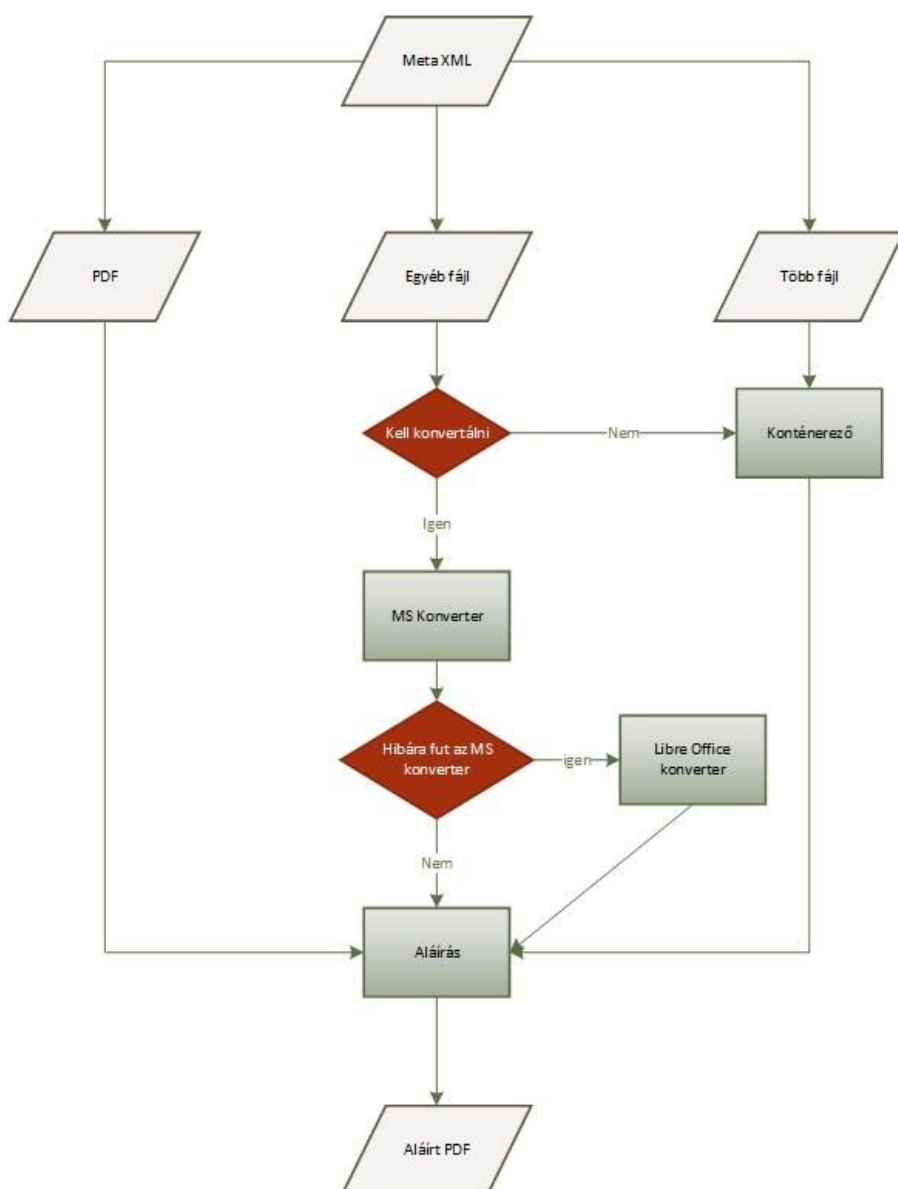 Meta XML
PDF
Egyéb fájl
Több fájl
Kell konvertálni
Nem
Konténerező
Igen
MS Konverter
Hibára fut az MS
konverter
igen
Libre Office
konverter
Nem
Aláírás
Aláírt PDF